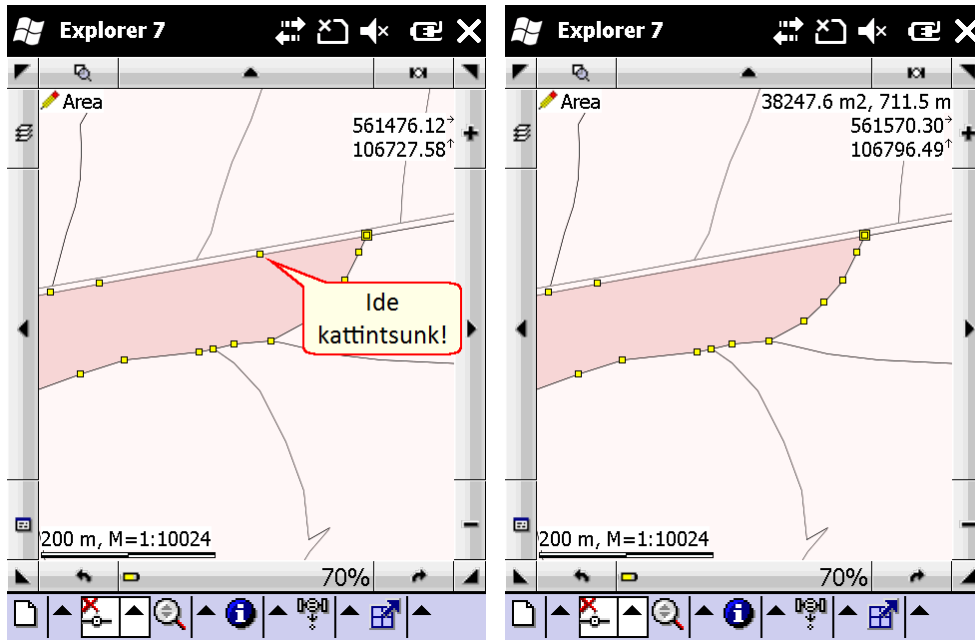 Explorer 7
Area
561476.12
106727.58
Ide
kattintsunk!
200 m, M=1:10024
70%
Explorer 7
Area
38247.6 m2, 711.5 m
561570.30
106796.49
200 m, M=1:10024
70%